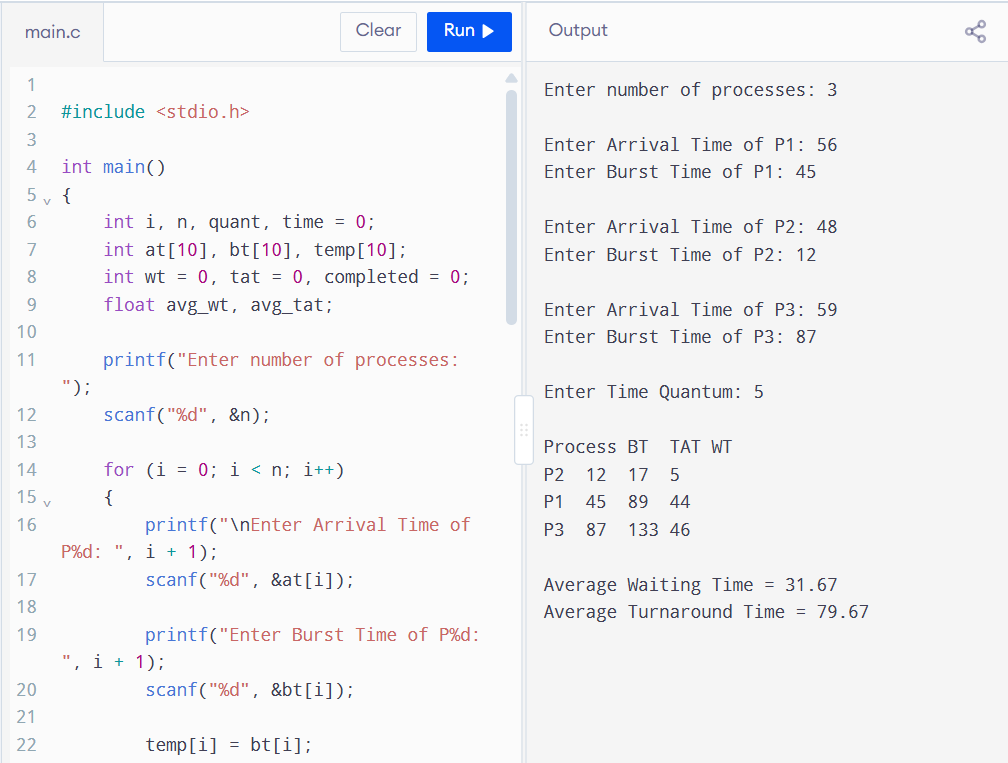 main.c
Clear
Run
1
2 #include <stdio.h>
3
4 int main()
5 {
6 int i, n, quant, time = 0;
7 int at[10], bt[10], temp[10];
8 int wt = 0, tat = 0, completed = 0;
9 float avg_wt, avg_tat;
10
11 printf("Enter number of processes:
");
12 scanf("%d", &n);
13
14 for (i = 0; i < n; i++)
15 {
16 printf("\nEnter Arrival Time of
P%d: ", i + 1);
17 scanf("%d", &at[i]);
18
19 printf("Enter Burst Time of P%d:
", i + 1);
20 scanf("%d", &bt[i]);
21
22 temp[i] = bt[i];
Output
Enter number of processes: 3
Enter Arrival Time of P1: 56
Enter Burst Time of P1: 45
Enter Arrival Time of P2: 48
Enter Burst Time of P2: 12
Enter Arrival Time of P3: 59
Enter Burst Time of P3: 87
Enter Time Quantum: 5
Process BT TAT WT
P2 12 17 5
P1 45 89 44
P3 87 133 46
Average Waiting Time = 31.67
Average Turnaround Time = 79.67